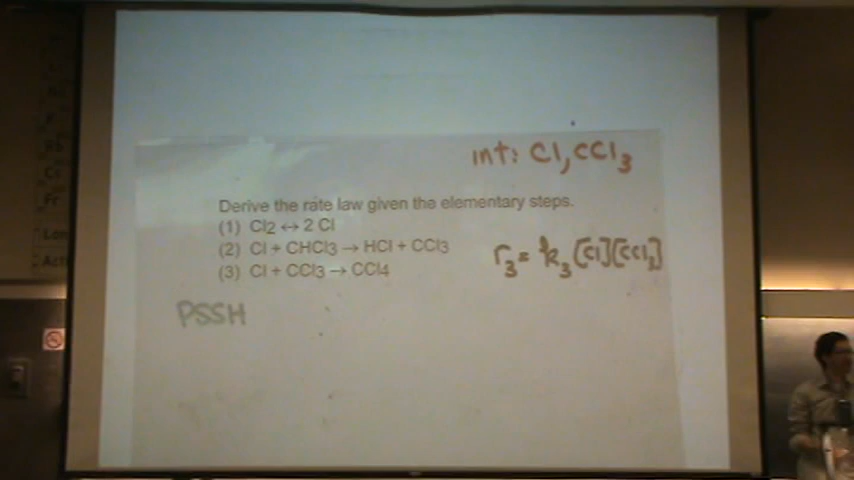 int: Cl, CCl3
Derive the rate law given the elementary steps.
(1) Cl2 ↔ 2 Cl
(2) Cl + CHCl3 → HCl + CCl3
(3) Cl + CCl3 → CCl4
r3 = k3 [Cl][CCl3]
PSSH
Fr